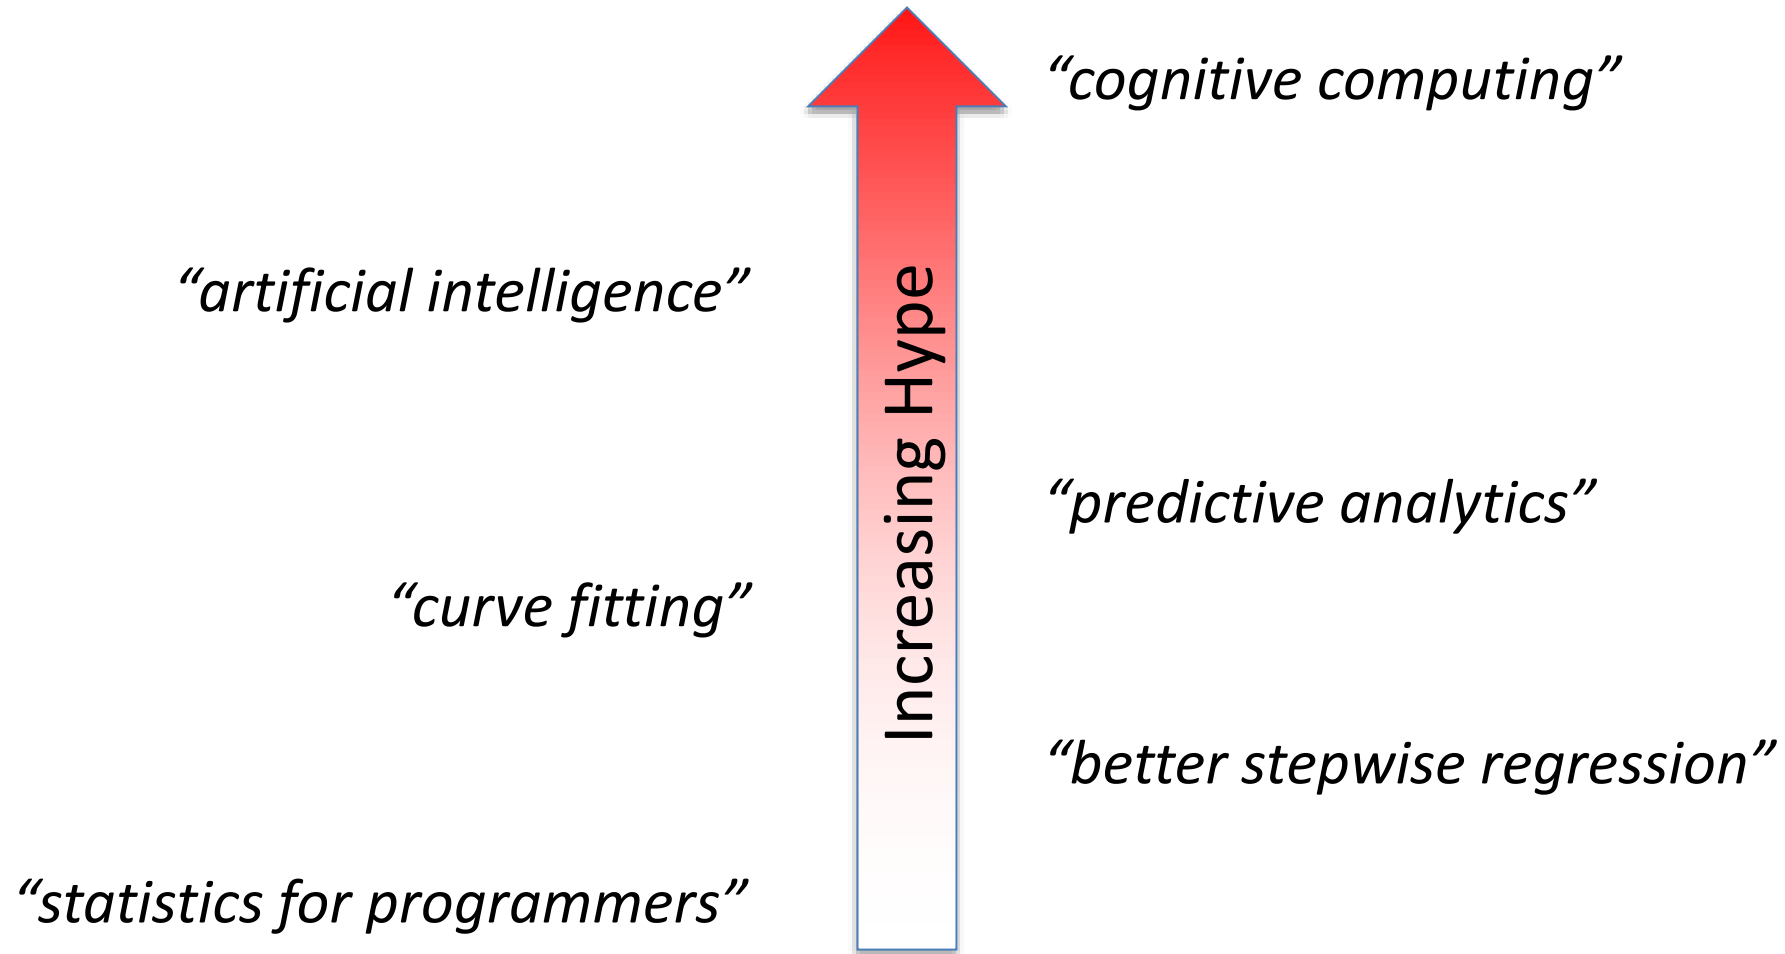 “cognitive computing”
“artificial intelligence”
Increasing Hype
“predictive analytics”
“curve fitting”
“better stepwise regression”
“statistics for programmers”